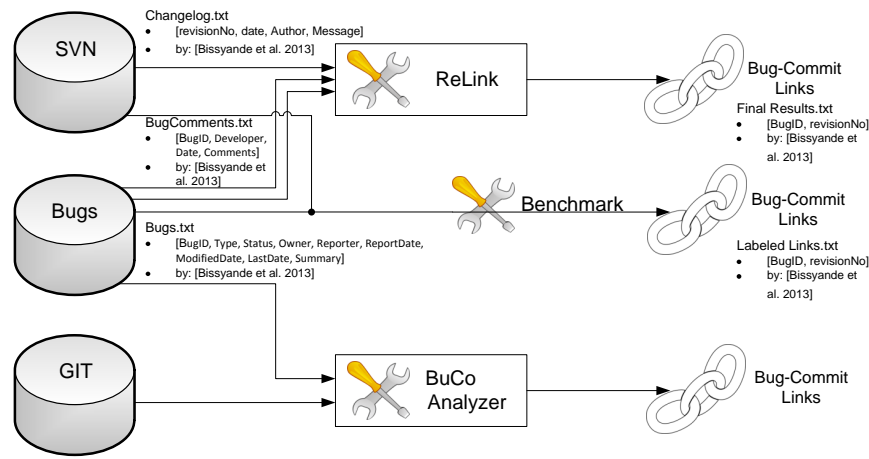 Changelog.txt
• [revisionNo, date, Author, Message]
• by: [Bissyande et al. 2013]
SVN
ReLink
Bug-Commit
Links
Final Results.txt
• [BugID, revisionNo]
• by: [Bissyande et
al. 2013]
BugComments.txt
• [BugID, Developer,
Date, Comments]
• by: [Bissyande et
al. 2013]
Bugs
Benchmark
Bug-Commit
Links
Bugs.txt
• [BugID, Type, Status, Owner, Reporter, ReportDate,
ModifiedDate, LastDate, Summary]
• by: [Bissyande et al. 2013]
Labeled Links.txt
• [BugID, revisionNo]
• by: [Bissyande et
al. 2013]
GIT
BuCo
Analyzer
Bug-Commit
Links